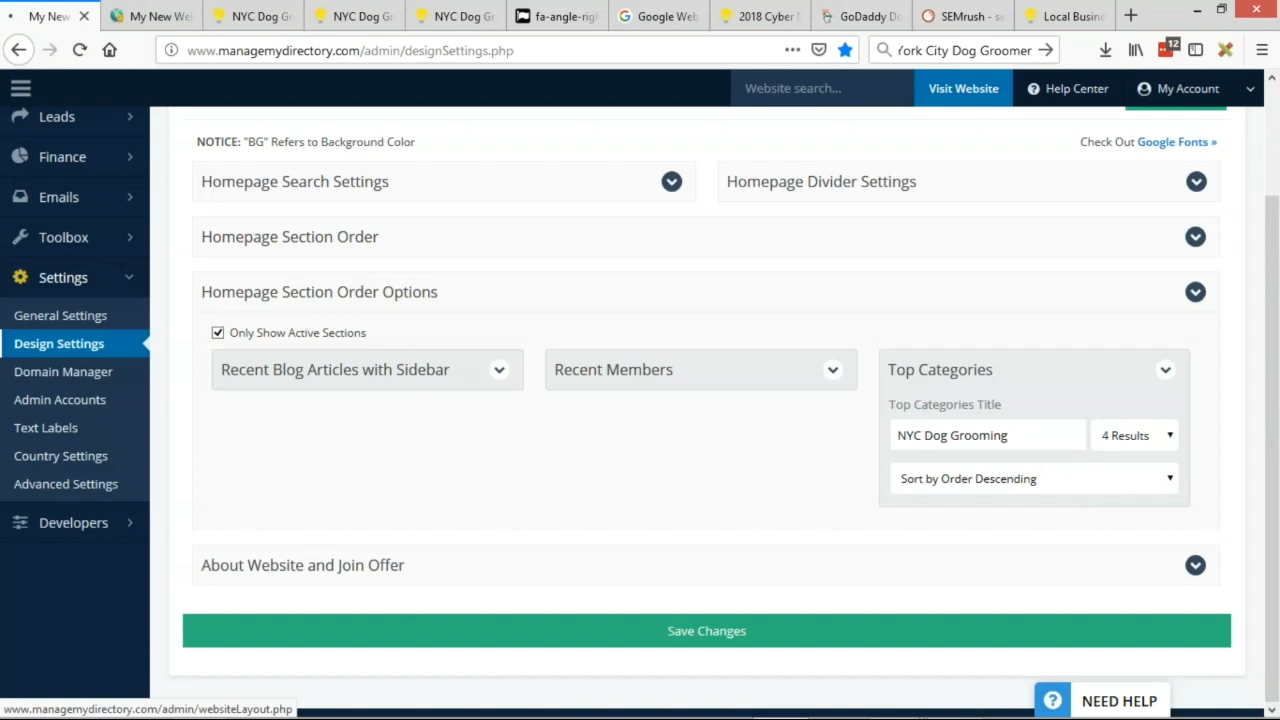 My New
My New We
NYC Dog Gr
NYC Dog Gr
NYC Dog Gr
fa-angle-righ
Google Web
2018 Cyber
GoDaddy Do
SEMrush - se
Local Busine
www.managemydirectory.com/admin/designSettings.php
York City Dog Groomer
12
Website search...
Visit Website
Help Center
My Account
Leads
Finance
Emails
Toolbox
Settings
General Settings
Design Settings
Domain Manager
Admin Accounts
Text Labels
Country Settings
Advanced Settings
Developers
NOTICE: "BG" Refers to Background Color
Check Out Google Fonts »
Homepage Search Settings
Homepage Divider Settings
Homepage Section Order
Homepage Section Order Options
Only Show Active Sections
Recent Blog Articles with Sidebar
Recent Members
Top Categories
Top Categories Title
NYC Dog Grooming
4 Results
Sort by Order Descending
About Website and Join Offer
Save Changes
www.managemydirectory.com/admin/websiteLayout.php
? NEED HELP